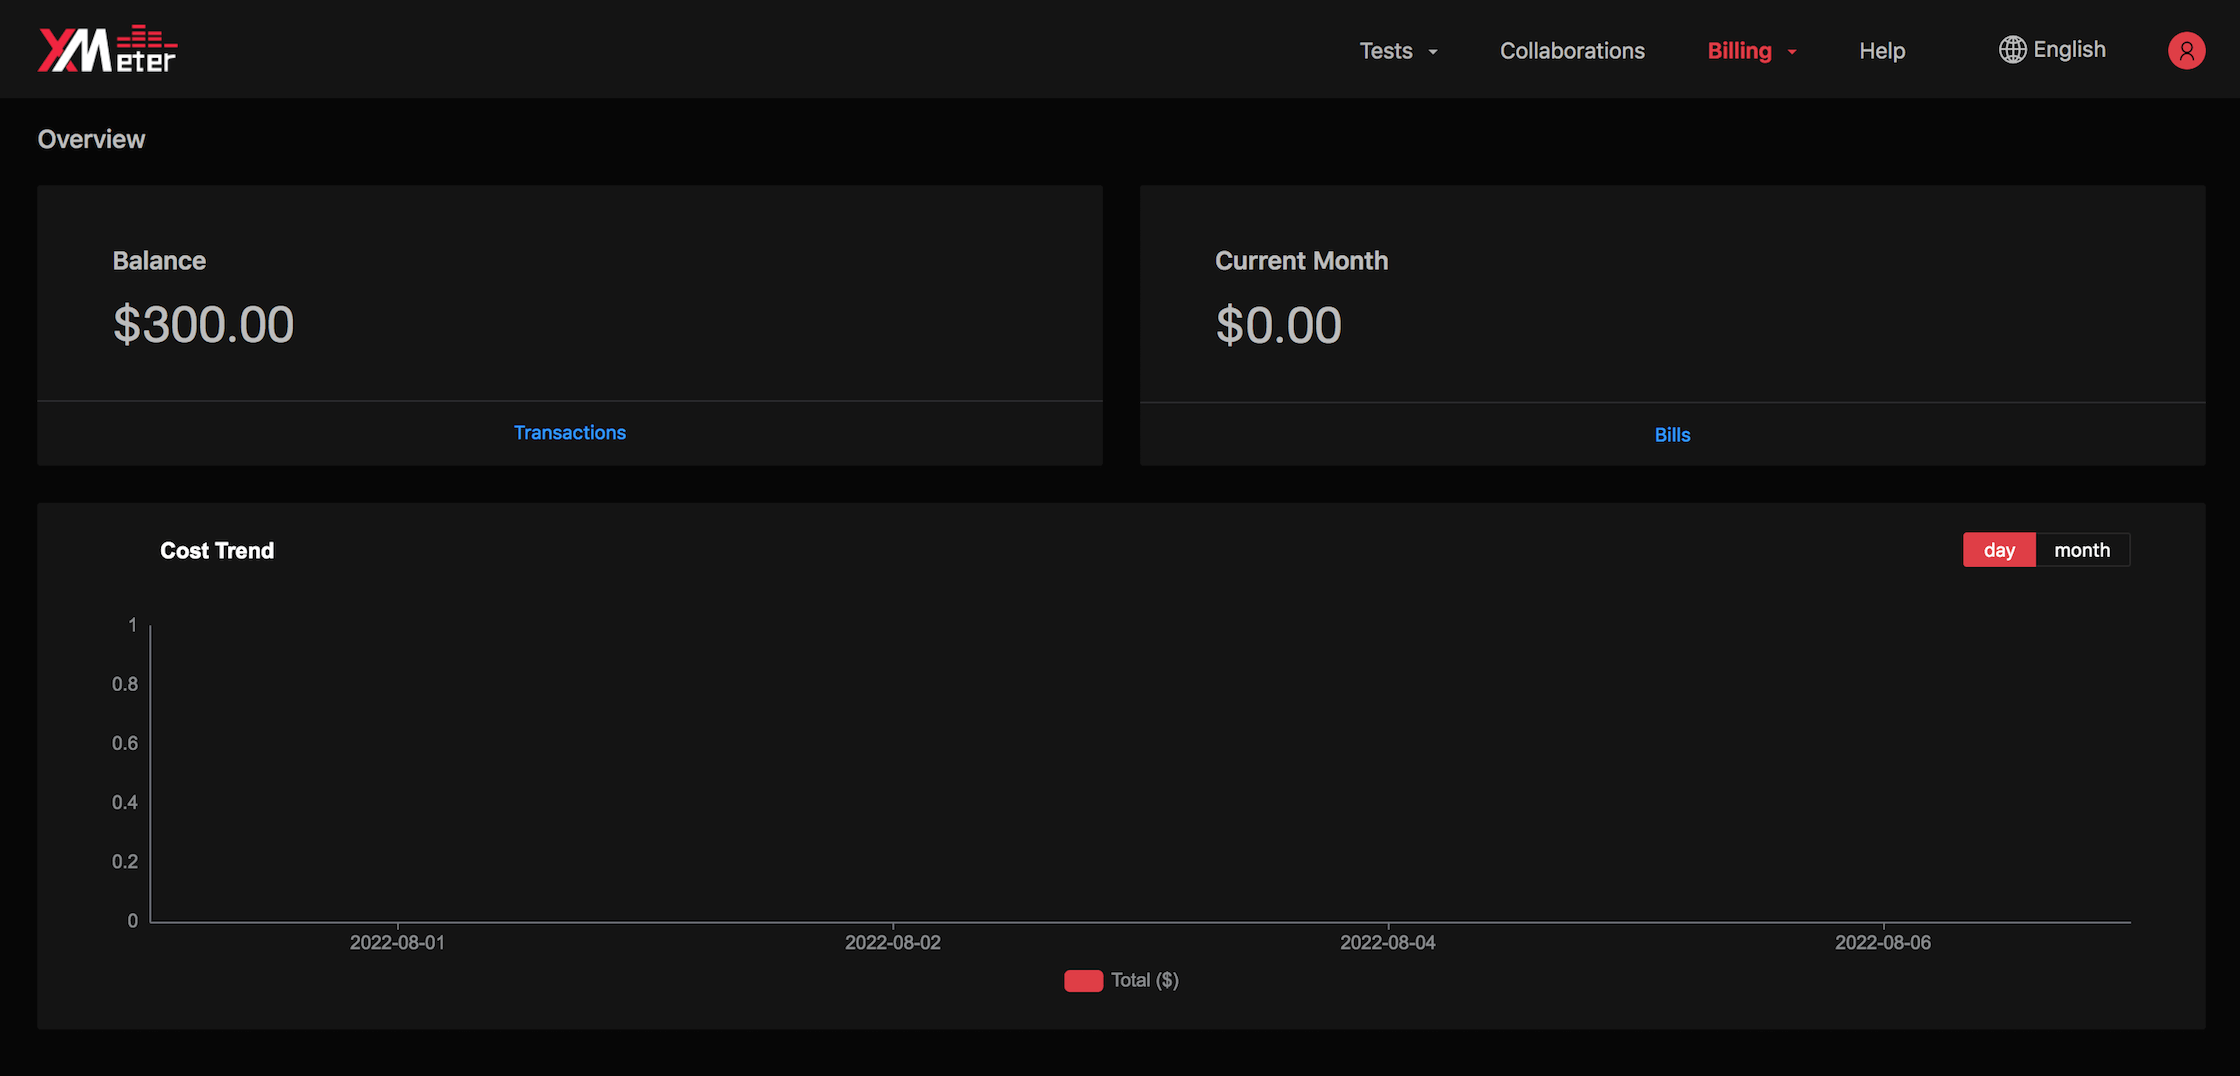 XMeter
Tests Collaborations Billing Help English
Overview
Balance
$300.00
Transactions
Current Month
$0.00
Bills
Cost Trend
day month
1
0.8
0.6
0.4
0.2
0
2022-08-01 2022-08-02 2022-08-04 2022-08-06
Total ($)